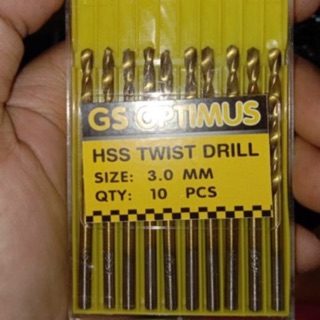 GS OPTIMUS
HSS TWIST DRILL
SIZE: 3.0 MM
QTY: 10 PCS